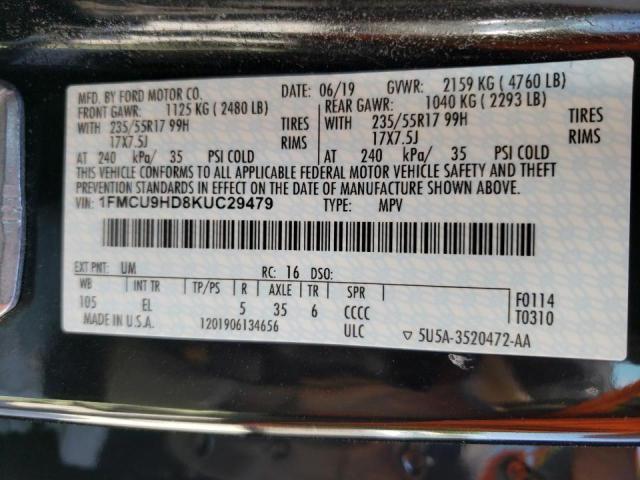 MFD. BY FORD MOTOR CO. DATE: 06/19 GVWR: 2159 KG ( 4760 LB)
FRONT GAWR: 1125 KG ( 2480 LB) REAR GAWR: 1040 KG ( 2293 LB)
WITH 235/55R17 99H TIRES WITH 235/55R17 99H TIRES
17X7.5J RIMS 17X7.5J RIMS
AT 240 kPa/ 35 PSI COLD AT 240 kPa/ 35 PSI COLD
THIS VEHICLE CONFORMS TO ALL APPLICABLE FEDERAL MOTOR VEHICLE SAFETY AND THEFT
PREVENTION STANDARDS IN EFFECT ON THE DATE OF MANUFACTURE SHOWN ABOVE.
VIN: 1FMCU9HD8KUC29479 TYPE: MPV
EXT PNT: UM RC: 16 DSO:
WB INT TR TP/PS R AXLE TR SPR F0114
105 EL 5 35 6 CCCC T0310
MADE IN U.S.A. 1201906134656 ULC 5U5A-3520472-AA